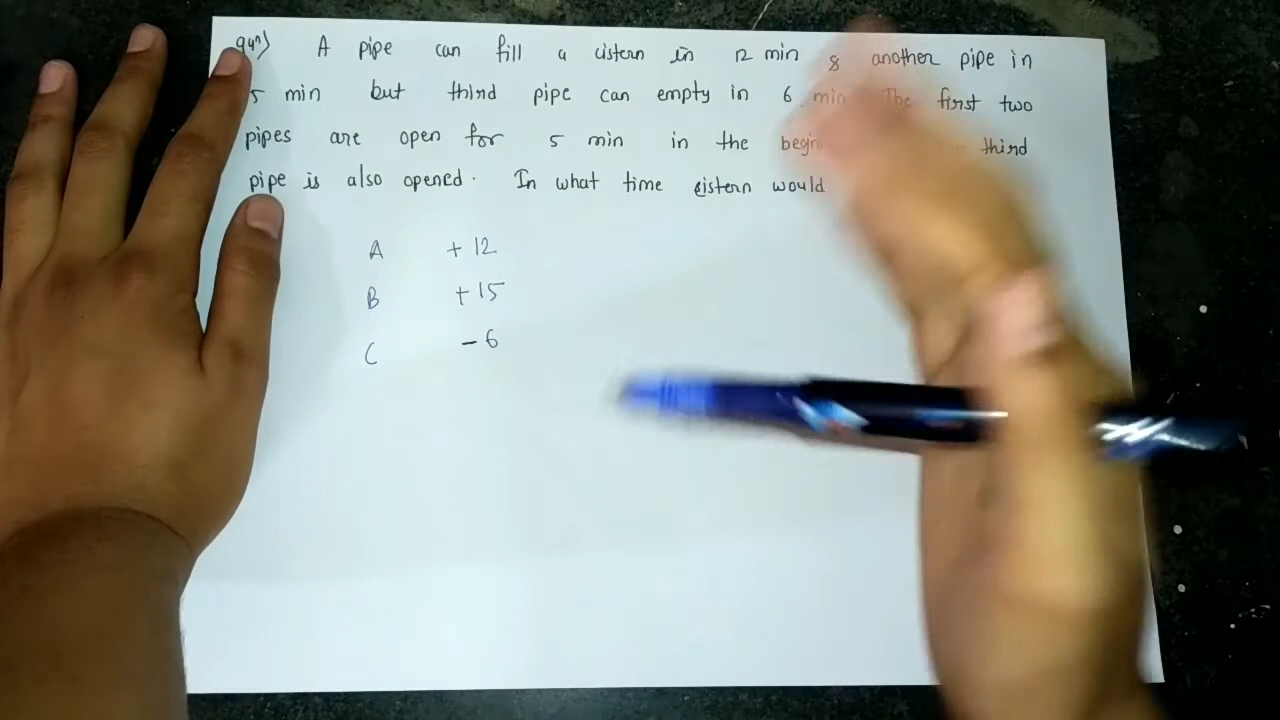 A pipe can fill a cistern in 12 min & another pipe in
5 min but third pipe can empty in 6 min The first two
pipes are open for 5 min in the third
pipe is also opened. In what time cistern would
A + 12
B + 15
C - 6